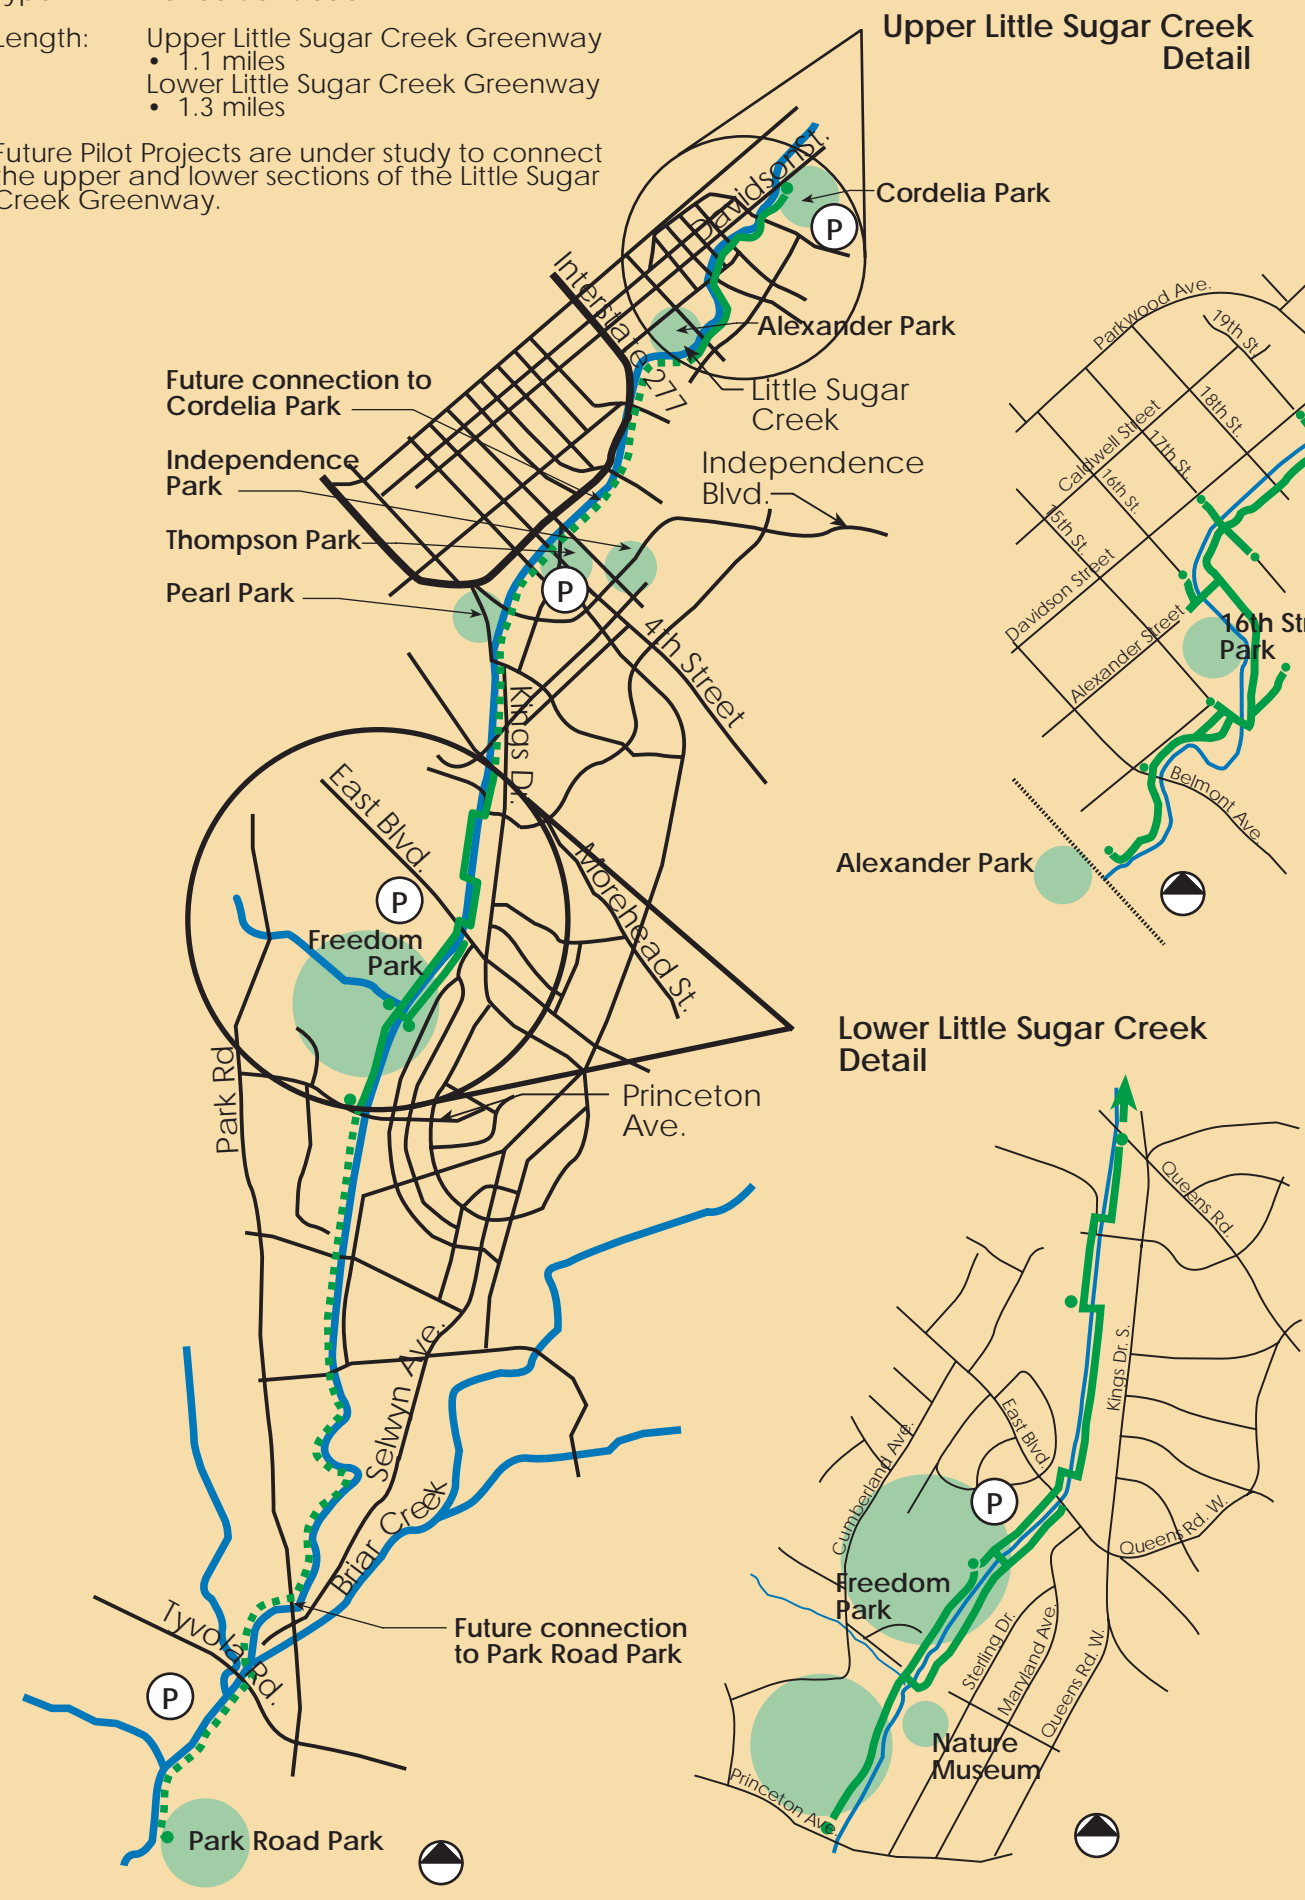 Length: Upper Little Sugar Creek Greenway
• 1.1 miles
Lower Little Sugar Creek Greenway
• 1.3 miles
Future Pilot Projects are under study to connect
the upper and lower sections of the Little Sugar
Creek Greenway.
Upper Little Sugar Creek
Detail
Davidson St.
Cordelia Park
P
Interstate 277
Alexander Park
Little Sugar
Creek
Future connection to
Cordelia Park
Independence
Park
Thompson Park
Pearl Park
Independence
Blvd.
P
4th Street
Kings Dr.
East Blvd.
Morehead St.
P
Freedom
Park
Park Rd
Princeton
Ave.
Selwyn Ave.
Briar Creek
Tyvola Rd.
Future connection
to Park Road Park
P
Park Road Park
Parkwood Ave.
19th St.
18th St.
Caldwell Street
17th St.
16th St.
15th St.
Davidson Street
Alexander Street
16th Str
Park
Belmont Ave.
Alexander Park
Lower Little Sugar Creek
Detail
Queens Rd.
Kings Dr. S.
East Blvd.
Cumberland Ave.
P
Queens Rd. W.
Freedom
Park
Sterling Dr.
Maryland Ave.
Queens Rd. W.
Nature
Museum
Princeton Ave.